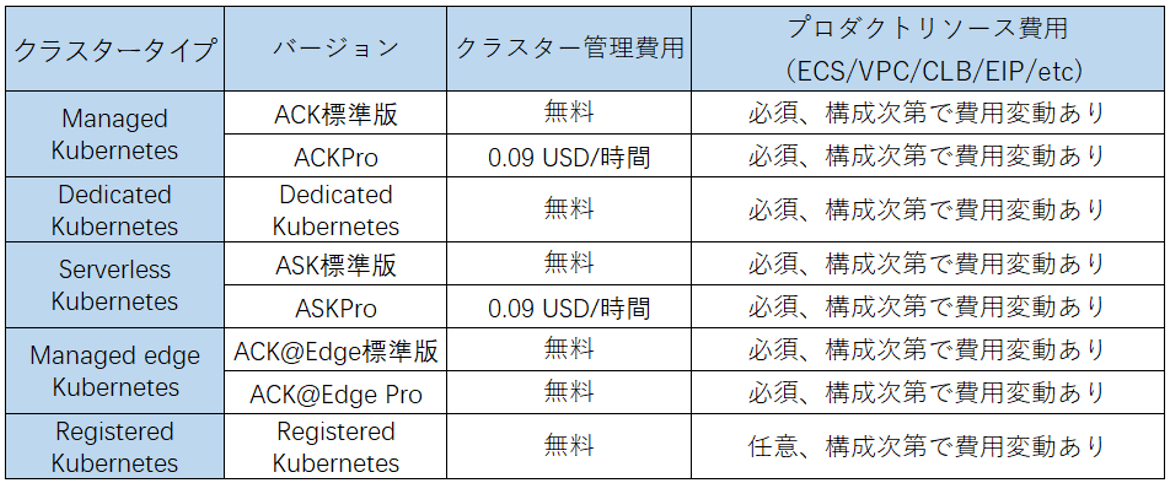 クラスタータイプ バージョン クラスター管理費用 プロダクトリソース費用
(ECS/VPC/CLB/EIP/etc)
Managed
Kubernetes
ACK標準版 無料 必須、構成次第で費用変動あり
ACKPro 0.09 USD/時間 必須、構成次第で費用変動あり
Dedicated
Kubernetes
Dedicated
Kubernetes
無料 必須、構成次第で費用変動あり
Serverless
Kubernetes
ASK標準版 無料 必須、構成次第で費用変動あり
ASKPro 0.09 USD/時間 必須、構成次第で費用変動あり
Managed edge
Kubernetes
ACK@Edge標準版 無料 必須、構成次第で費用変動あり
ACK@Edge Pro 無料 必須、構成次第で費用変動あり
Registered
Kubernetes
Registered
Kubernetes
無料 任意、構成次第で費用変動あり